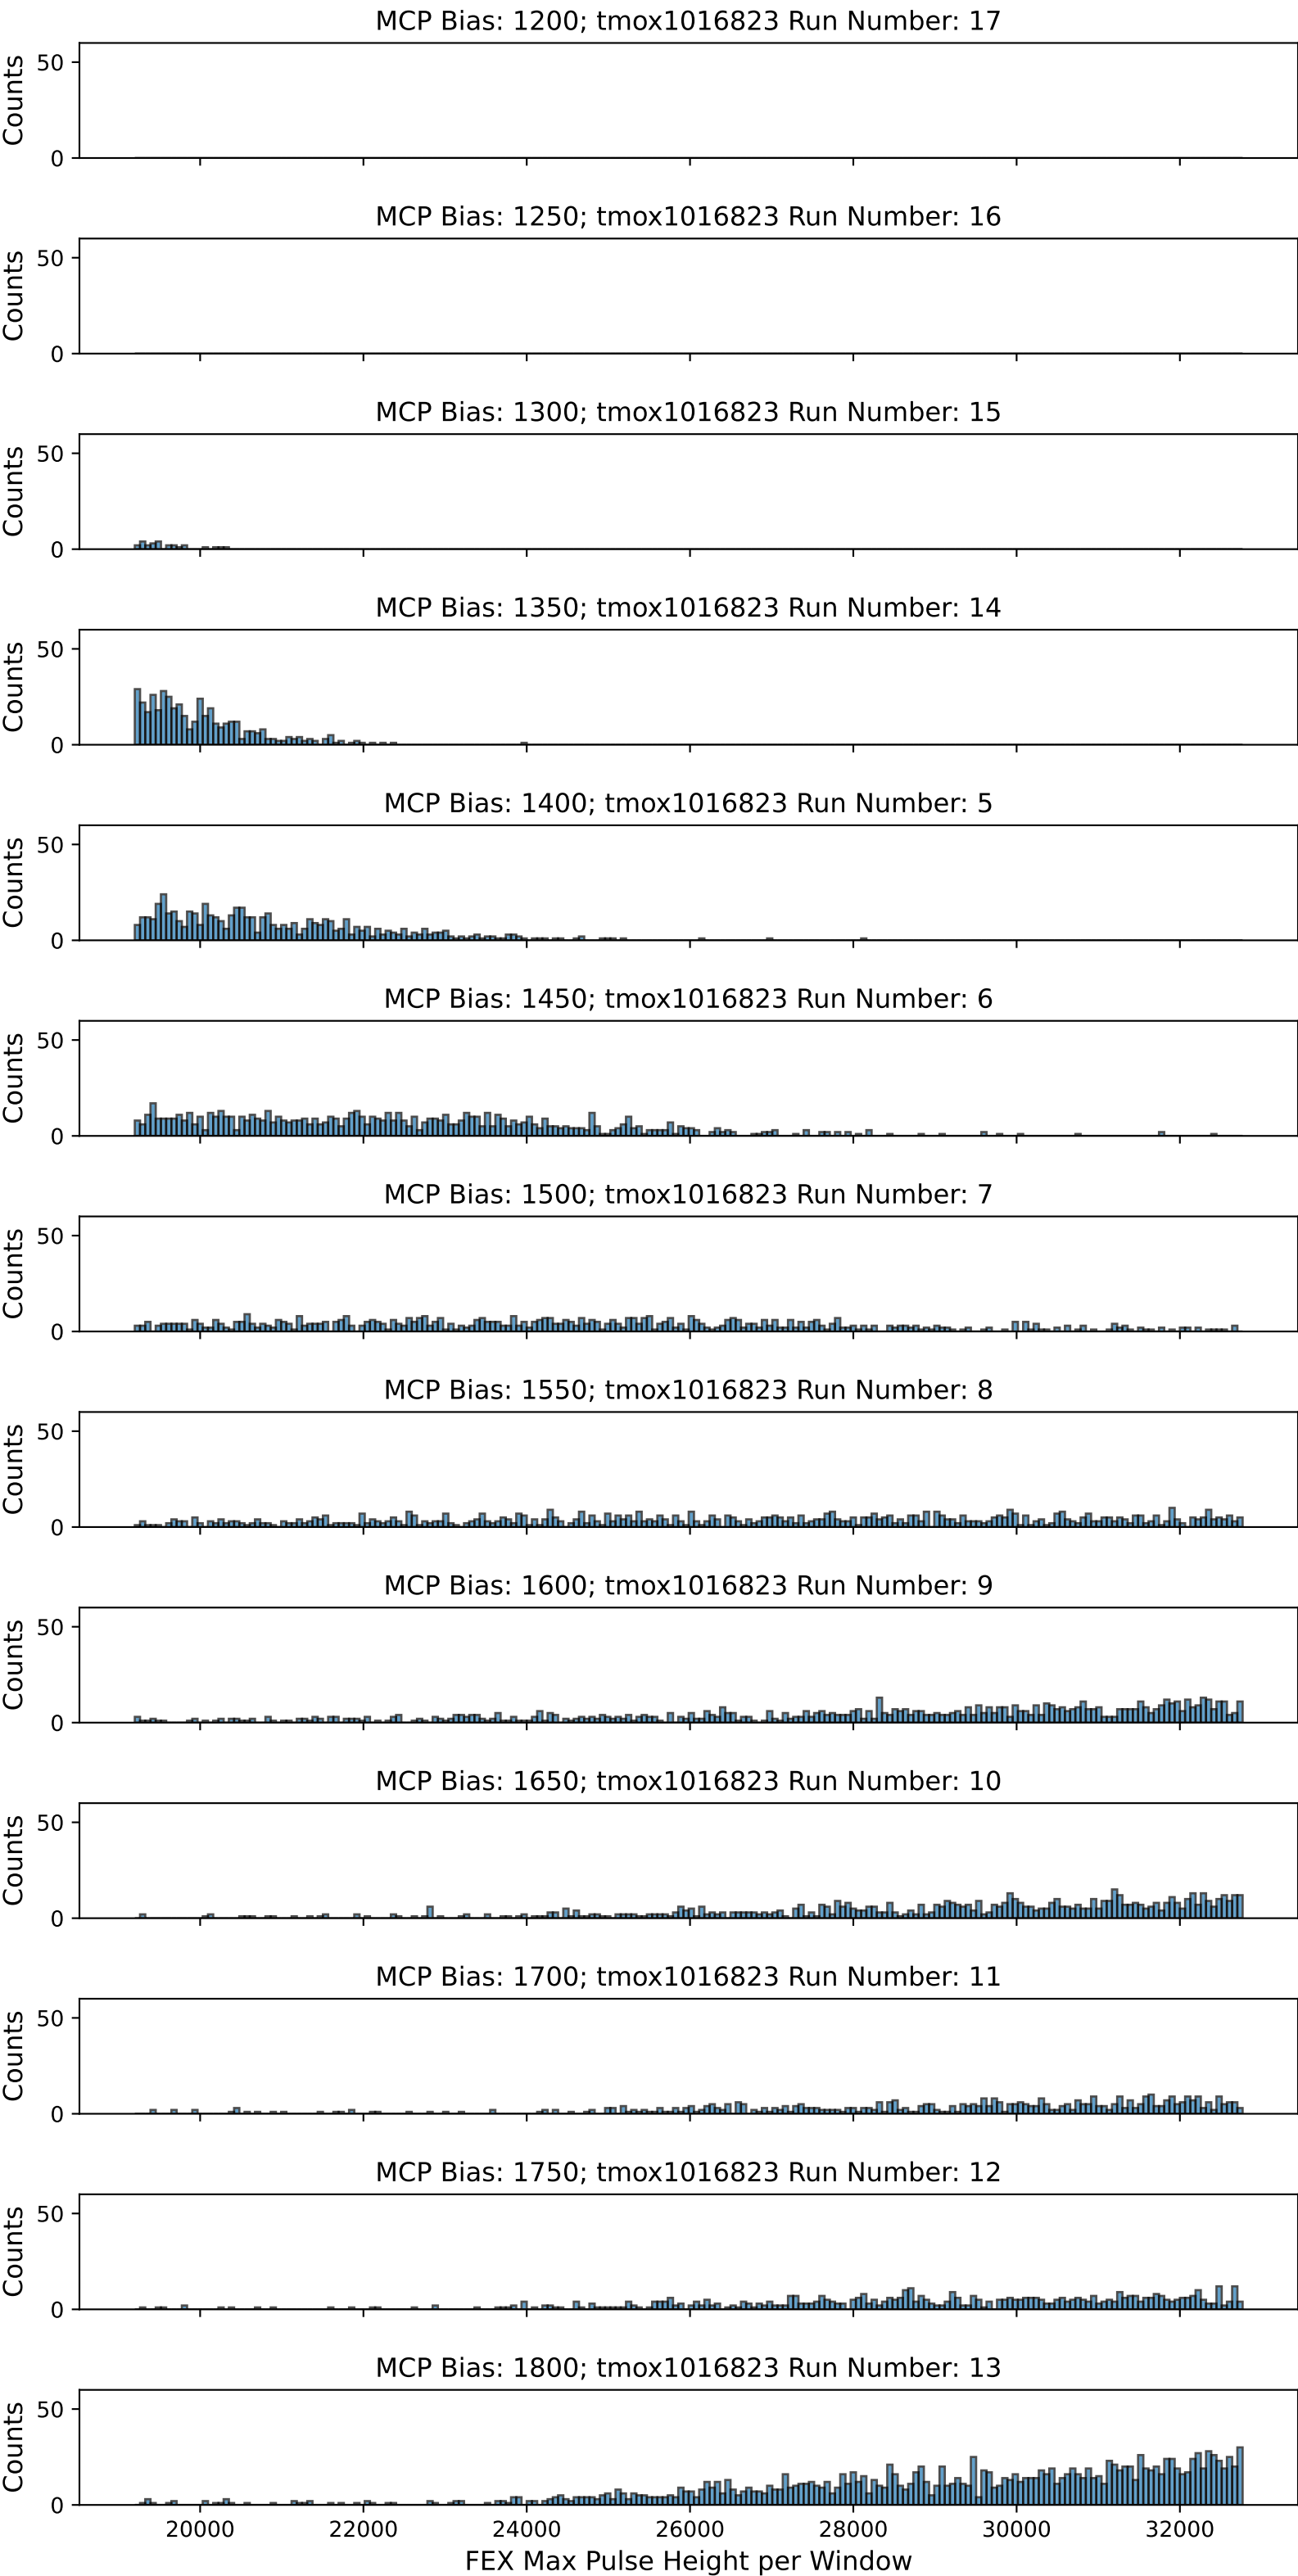 MCP Bias: 1200; tmox1016823 Run Number: 17
50
Counts
0
MCP Bias: 1250; tmox1016823 Run Number: 16
50
Counts
0
MCP Bias: 1300; tmox1016823 Run Number: 15
50
Counts
0
MCP Bias: 1350; tmox1016823 Run Number: 14
50
Counts
0
MCP Bias: 1400; tmox1016823 Run Number: 5
50
Counts
0
MCP Bias: 1450; tmox1016823 Run Number: 6
50
Counts
0
MCP Bias: 1500; tmox1016823 Run Number: 7
50
Counts
0
MCP Bias: 1550; tmox1016823 Run Number: 8
50
Counts
0
MCP Bias: 1600; tmox1016823 Run Number: 9
50
Counts
0
MCP Bias: 1650; tmox1016823 Run Number: 10
50
Counts
0
MCP Bias: 1700; tmox1016823 Run Number: 11
50
Counts
0
MCP Bias: 1750; tmox1016823 Run Number: 12
50
Counts
0
MCP Bias: 1800; tmox1016823 Run Number: 13
50
Counts
0
20000 22000 24000 26000 28000 30000 32000
FEX Max Pulse Height per Window